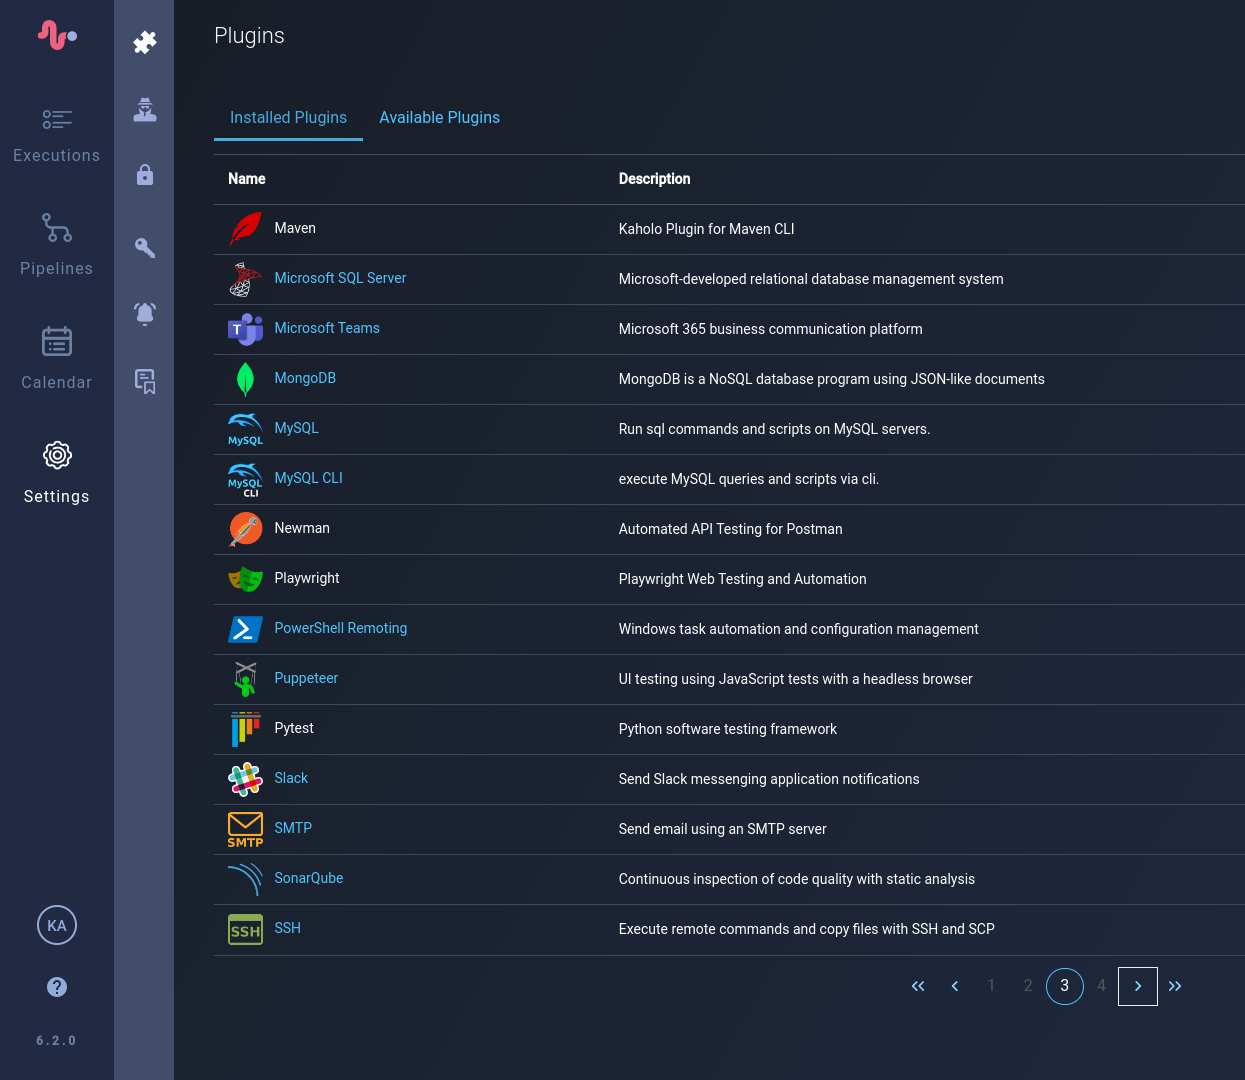 Plugins
Executions
Pipelines
Calendar
Settings
KA
6.2.0
Installed Plugins Available Plugins
Name Description
Maven Kaholo Plugin for Maven CLI
Microsoft SQL Server Microsoft-developed relational database management system
T Microsoft Teams Microsoft 365 business communication platform
MongoDB MongoDB is a NoSQL database program using JSON-like documents
MySQL MySQL Run sql commands and scripts on MySQL servers.
MySQL CLI MySQL CLI execute MySQL queries and scripts via cli.
Newman Automated API Testing for Postman
Playwright Playwright Web Testing and Automation
PowerShell Remoting Windows task automation and configuration management
Puppeteer UI testing using JavaScript tests with a headless browser
Pytest Python software testing framework
Slack Send Slack messenging application notifications
SMTP SMTP Send email using an SMTP server
SonarQube Continuous inspection of code quality with static analysis
SSH SSH Execute remote commands and copy files with SSH and SCP
1 2 3 4